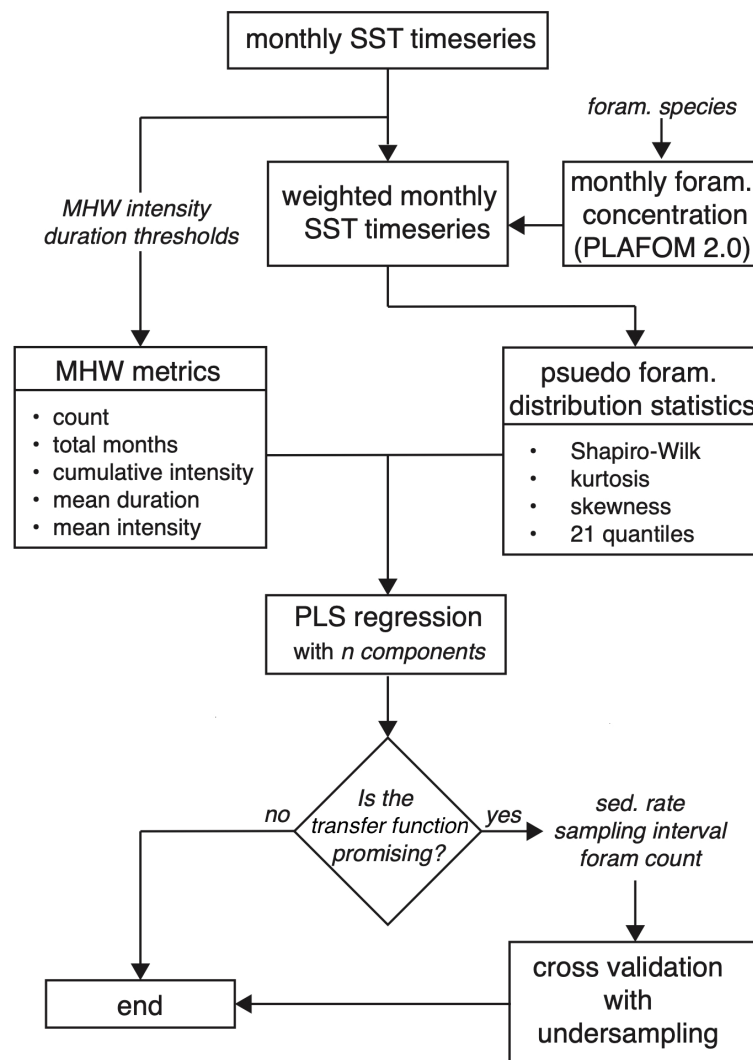 monthly SST timeseries
foram. species
MHW intensity
duration thresholds
weighted monthly
SST timeseries
monthly foram.
concentration
(PLAFOM 2.0)
MHW metrics
• count
• total months
• cumulative intensity
• mean duration
• mean intensity
psuedo foram.
distribution statistics
• Shapiro-Wilk
• kurtosis
• skewness
• 21 quantiles
PLS regression
with n components
Is the
transfer function
promising?
no
yes
sed. rate
sampling interval
foram count
cross validation
with
undersampling
end